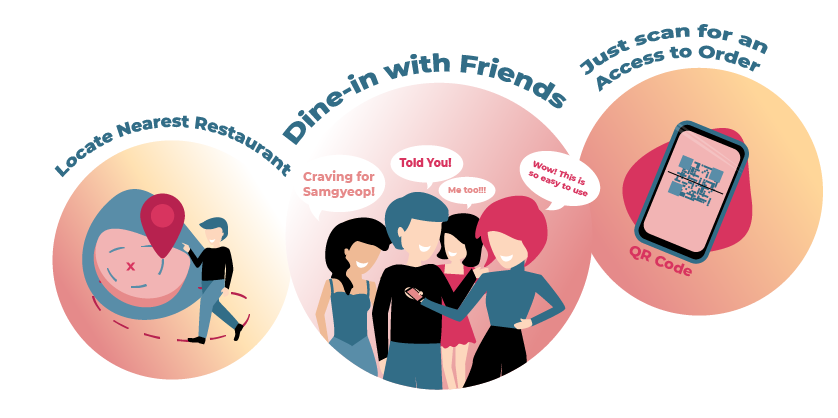 Locate Nearest Restaurant
Dine-in with Friends
Craving for
Samgyeop!
Told You!
Me too!!!
Wow! This is
so easy to use
Just scan for an
Access to Order
QR Code
x